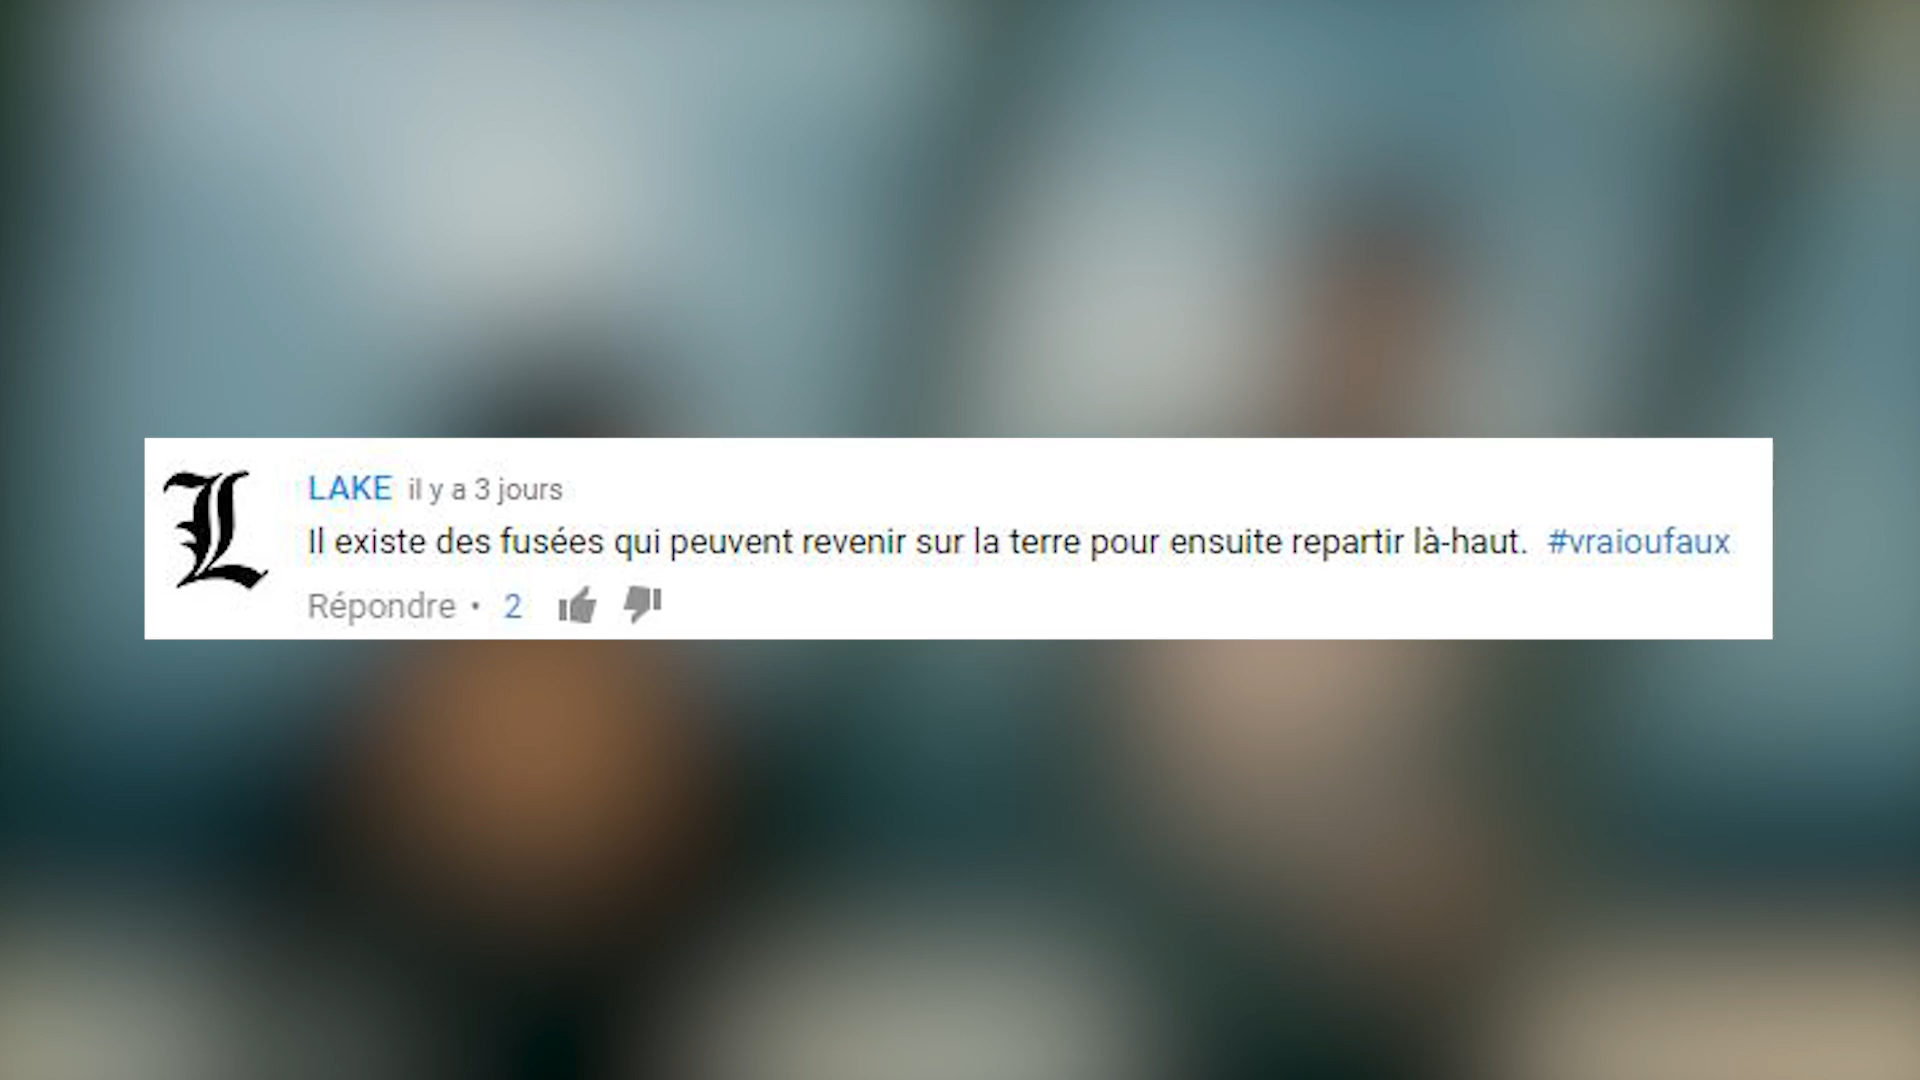 L
LAKE il y a 3 jours
Il existe des fusées qui peuvent revenir sur la terre pour ensuite repartir là-haut. #vraioufaux
Répondre • 2